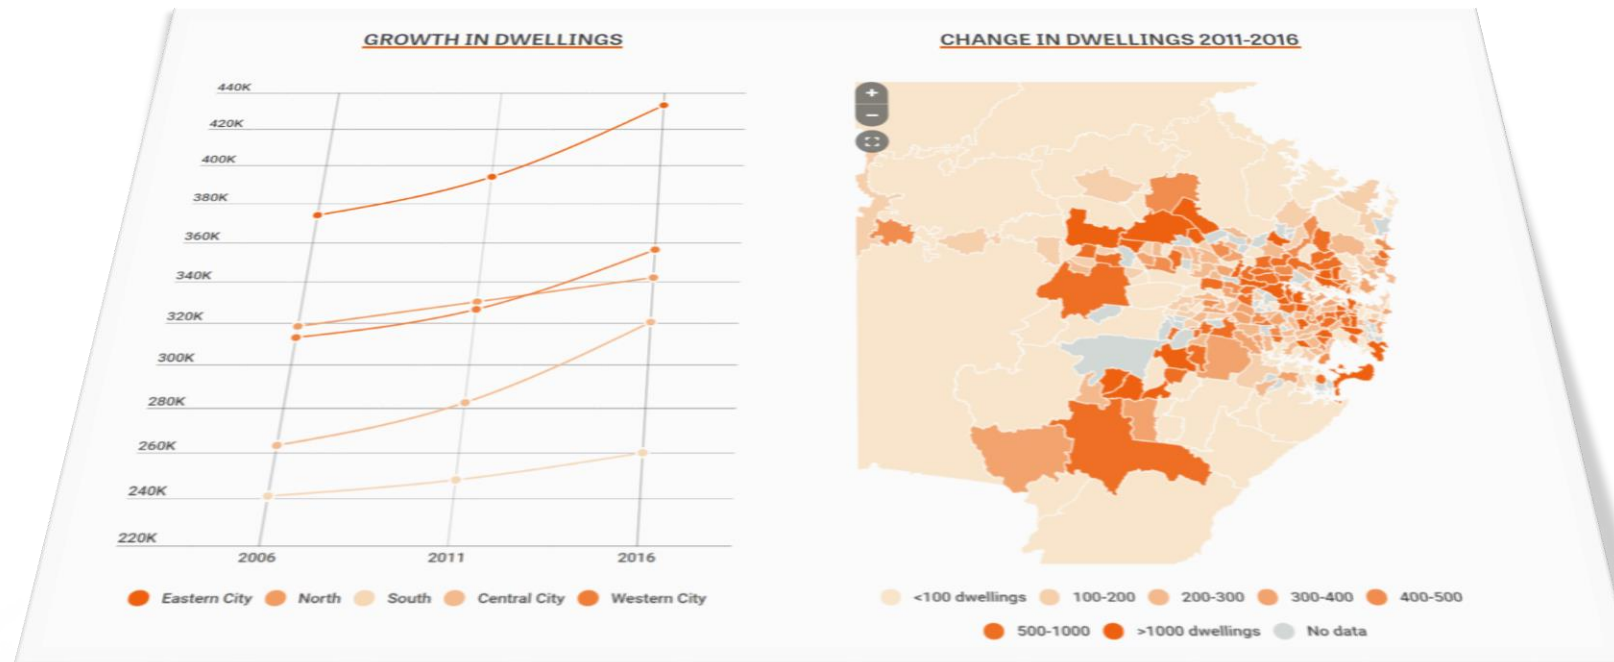 GROWTH IN DWELLINGS
440K
420K
400K
380K
360K
340K
320K
300K
280K
260K
240K
220K
2006 2011 2016
Eastern City North South Central City Western City
CHANGE IN DWELLINGS 2011-2016
+
−
<100 dwellings 100-200 200-300 300-400 400-500
500-1000 >1000 dwellings No data